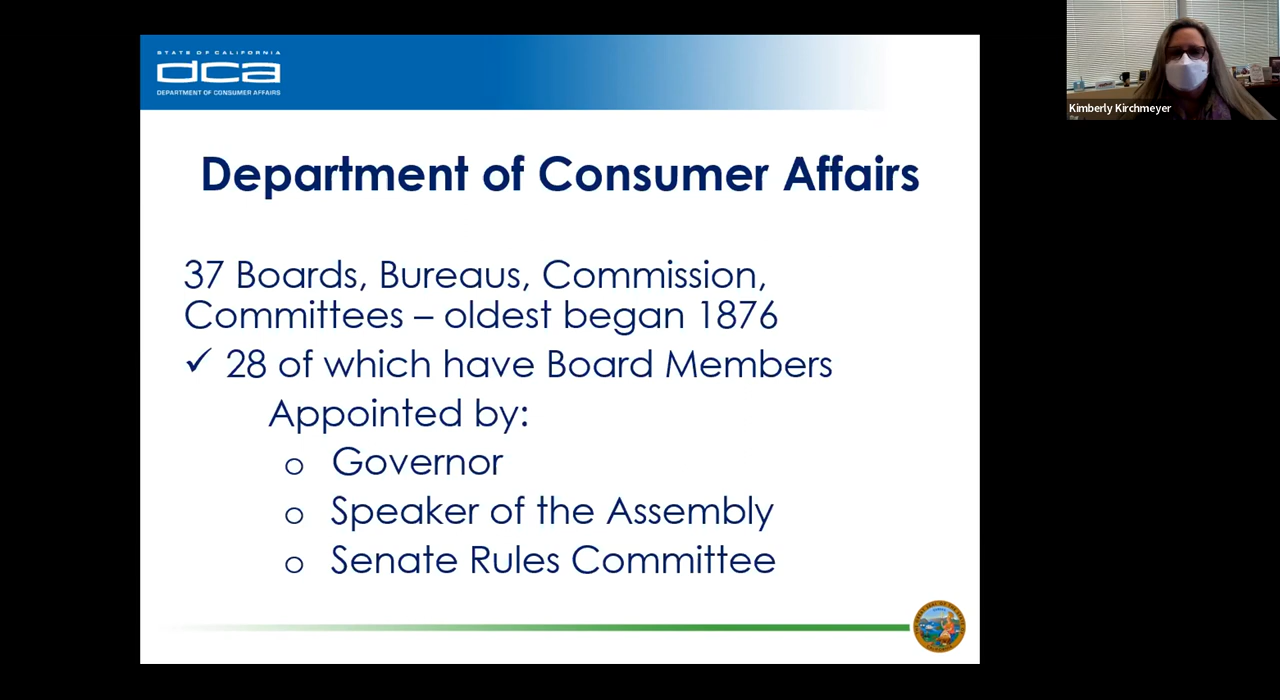 STATE OF CALIFORNIA
dca
DEPARTMENT OF CONSUMER AFFAIRS
Kimberly Kirchmeyer
Department of Consumer Affairs
37 Boards, Bureaus, Commission,
Committees – oldest began 1876
✓ 28 of which have Board Members
Appointed by:
o Governor
o Speaker of the Assembly
o Senate Rules Committee